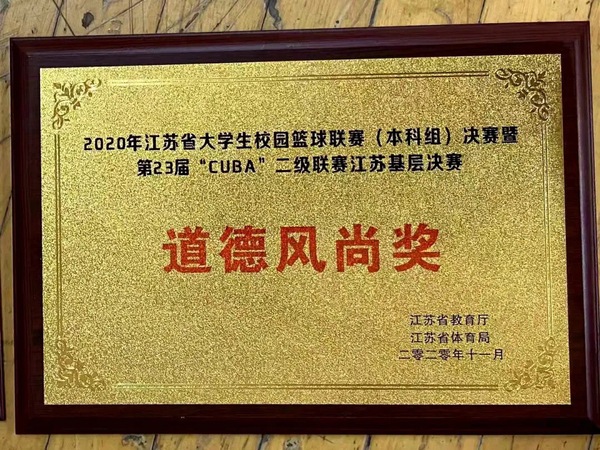 2020年江苏省大学生校园篮球联赛（本科组）决赛暨
第23届“CUBA”二级联赛江苏基层决赛
道德风尚奖
江苏省教育厅
江苏省体育局
二零二零年十一月